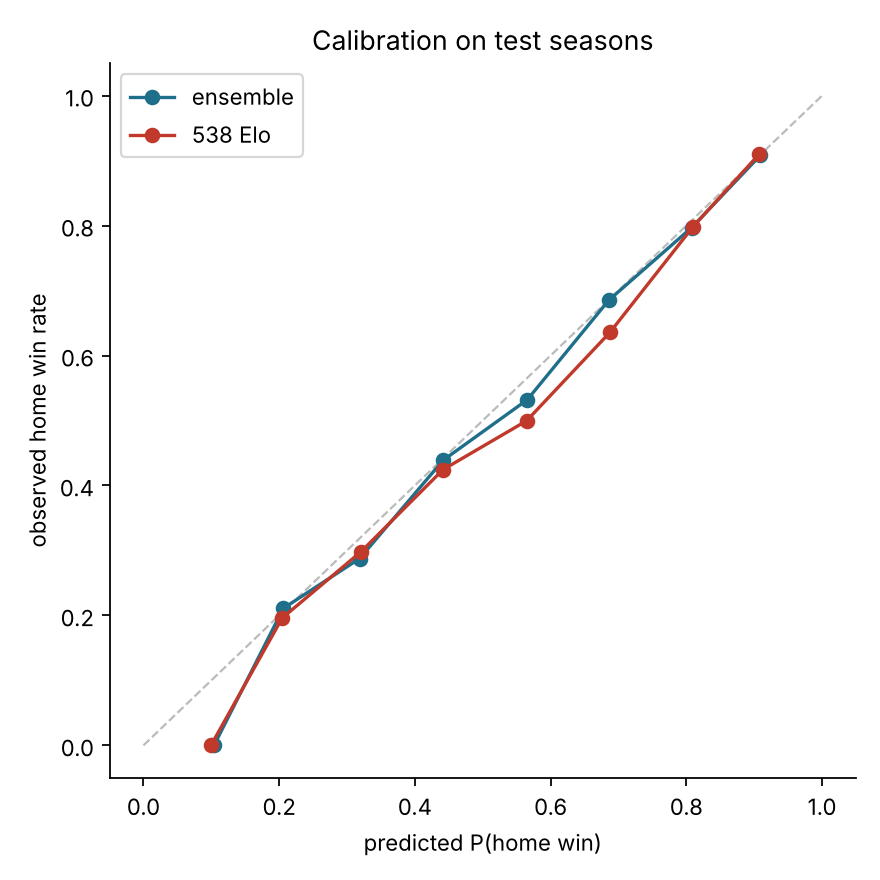 Calibration on test seasons
ensemble
538 Elo
1.0
0.8
0.6
0.4
0.2
0.0
observed home win rate
0.0 0.2 0.4 0.6 0.8 1.0
predicted P(home win)